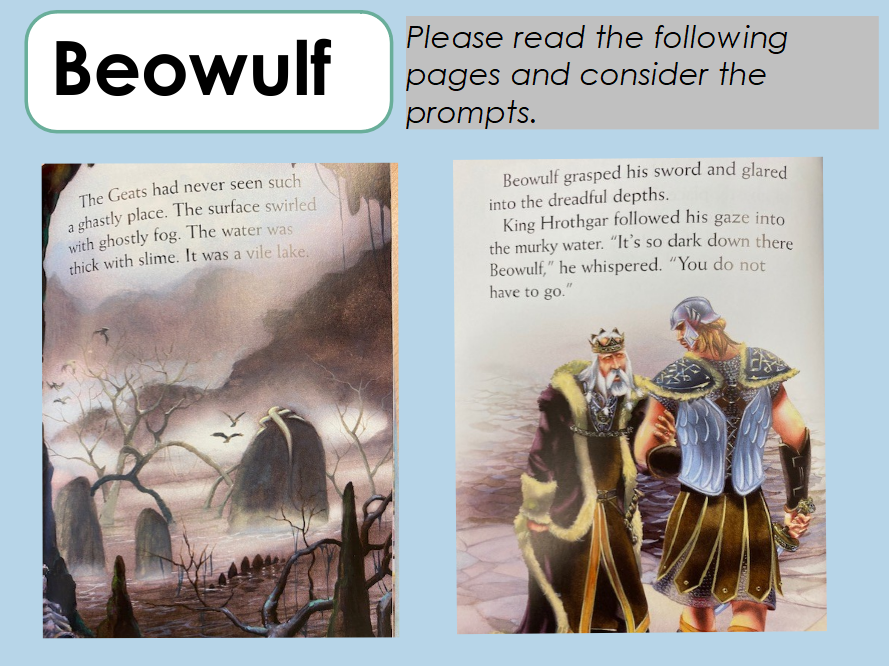 Beowulf
Please read the following
pages and consider the
prompts.
The Geats had never seen such
a ghastly place. The surface swirled
with ghostly fog. The water was
thick with slime. It was a vile lake.
Beowulf grasped his sword and glared
into the dreadful depths.
King Hrothgar followed his gaze into
the murky water. “It’s so dark down there
Beowulf,” he whispered. “You do not
have to go.”